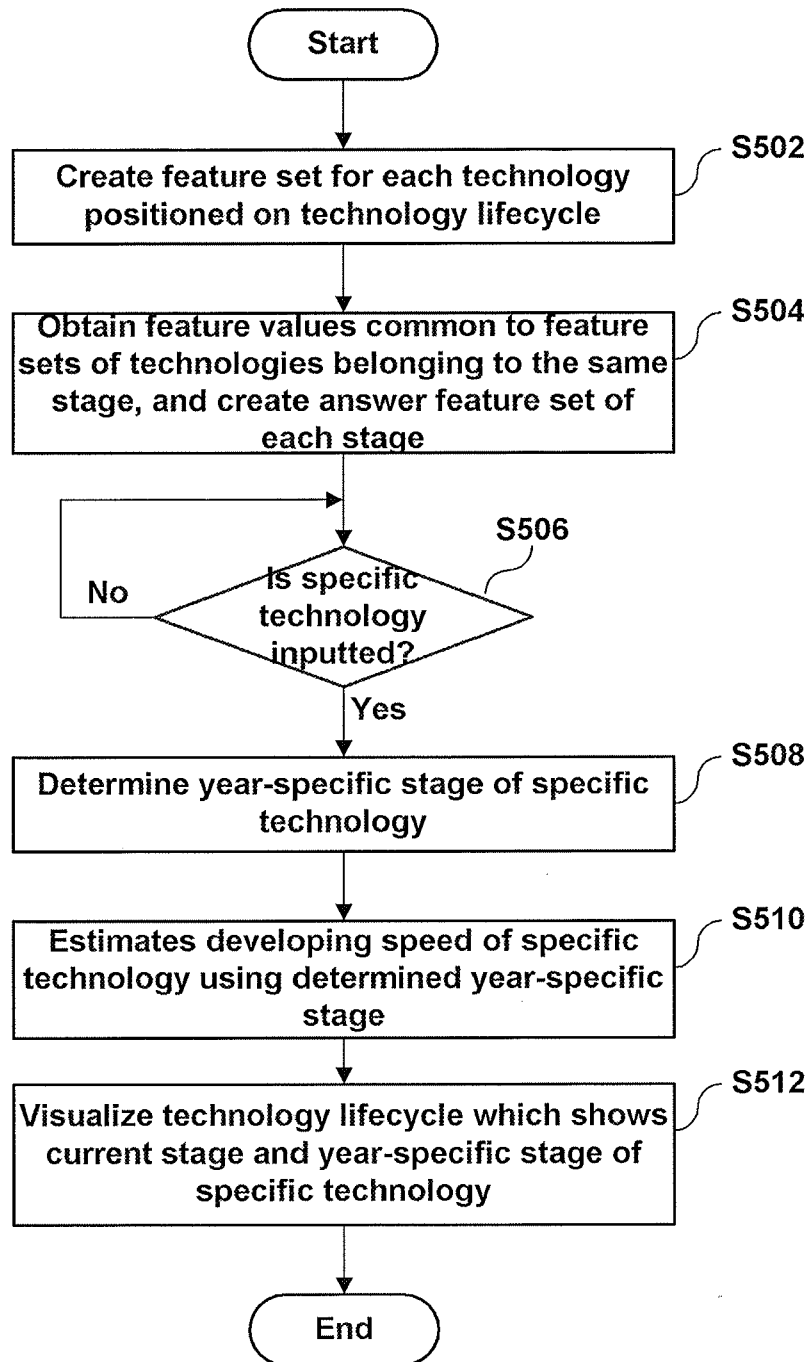 Start
S502
Create feature set for each technology
positioned on technology lifecycle
S504
Obtain feature values common to feature
sets of technologies belonging to the same
stage, and create answer feature set of
each stage
S506
No
Is specific
technology
inputted?
Yes
S508
Determine year-specific stage of specific
technology
S510
Estimates developing speed of specific
technology using determined year-specific
stage
S512
Visualize technology lifecycle which shows
current stage and year-specific stage of
specific technology
End